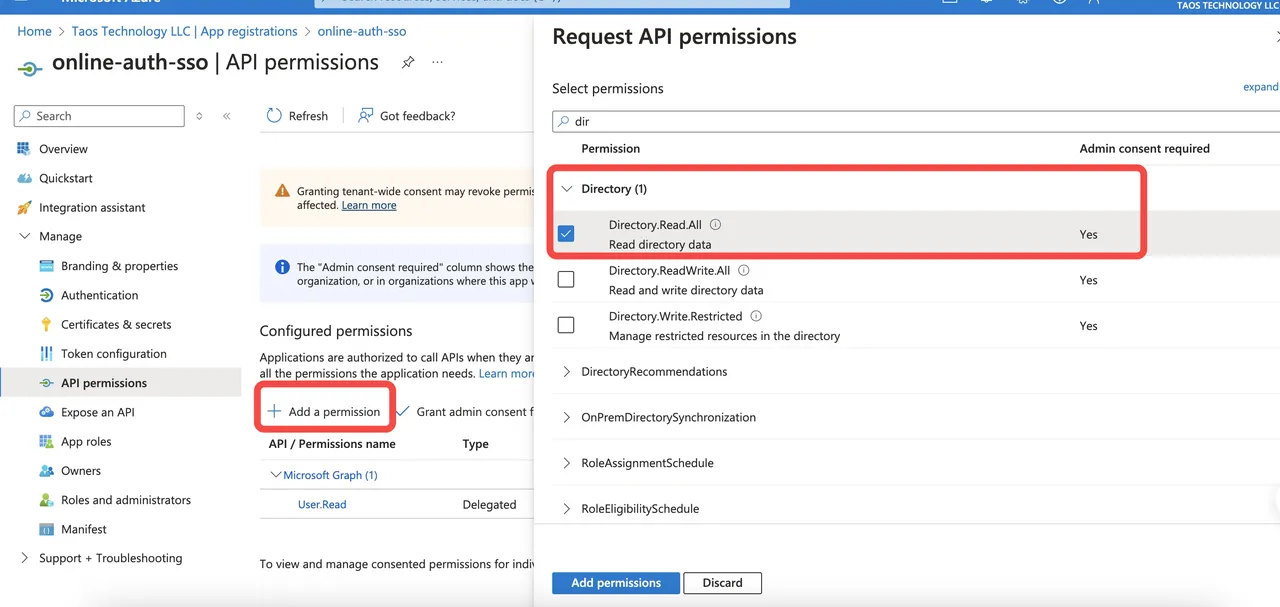 Microsoft Azure
TAOS TECHNOLOGY LLC
Home > Taos Technology LLC | App registrations > online-auth-sso
online-auth-sso | API permissions
Search
Refresh
Got feedback?
Overview
Quickstart
Integration assistant
Manage
Branding & properties
Authentication
Certificates & secrets
Token configuration
API permissions
Expose an API
App roles
Owners
Roles and administrators
Manifest
Support + Troubleshooting
Granting tenant-wide consent may revoke permis
affected. Learn more
The "Admin consent required" column shows the
organization, or in organizations where this app w
Configured permissions
Applications are authorized to call APIs when they ar
all the permissions the application needs. Learn more
Add a permission
Grant admin consent f
API / Permissions name Type
Microsoft Graph (1)
User.Read Delegated
To view and manage consented permissions for indiv
Request API permissions
Select permissions
expand
dir
Permission Admin consent required
Directory (1)
Directory.Read.All
Read directory data
Yes
Directory.ReadWrite.All
Read and write directory data
Yes
Directory.Write.Restricted
Manage restricted resources in the directory
Yes
DirectoryRecommendations
OnPremDirectorySynchronization
RoleAssignmentSchedule
RoleEligibilitySchedule
Add permissions
Discard